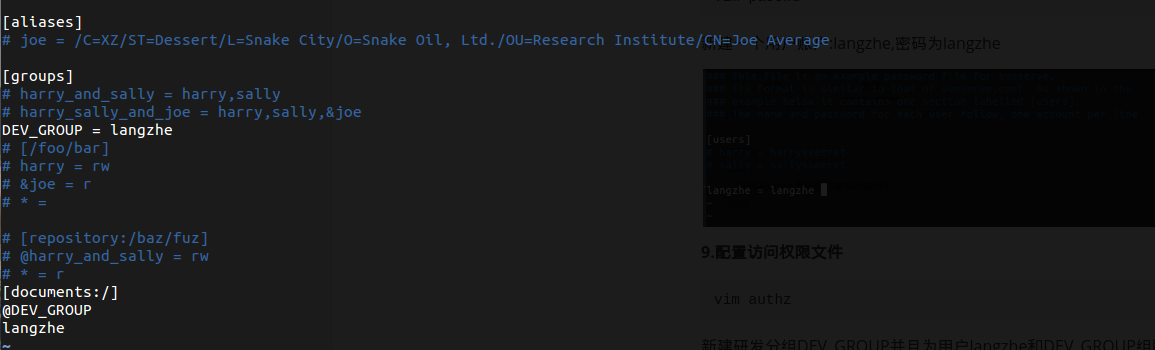 [aliases]
# joe = /C=XZ/ST=Dessert/L=Snake City/O=Snake Oil, Ltd./OU=Research Institute/CN=Joe Average
[groups]
# harry_and_sally = harry,sally
# harry_sally_and_joe = harry,sally,&joe
DEV_GROUP = langzhe
# [/foo/bar]
# harry = rw
# &joe = r
# * =
# [repository:/baz/fuz]
# @harry_and_sally = rw
# * = r
[documents:/]
@DEV_GROUP
langzhe
~
:langzhe,密码为langzhe
[users]
langzhe = langzhe
~
~
9.配置访问权限文件
vim authz
新建研发分组DEV_GROUP并且为用户langzhe和DEV_GROUP组